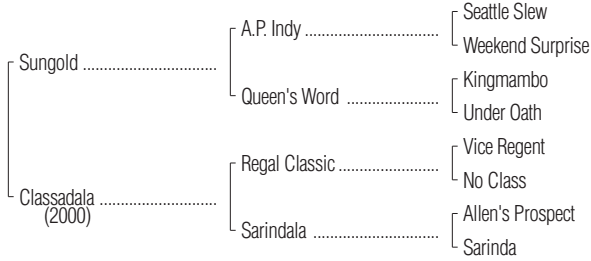 Seattle Slew
A.P. Indy ................................
Weekend Surprise
Sungold ................................
Kingmambo
Queen's Word ......................
Under Oath
Vice Regent
Regal Classic ........................
No Class
Classadala ............................
(2000)
Allen's Prospect
Sarindala ..............................
Sarinda